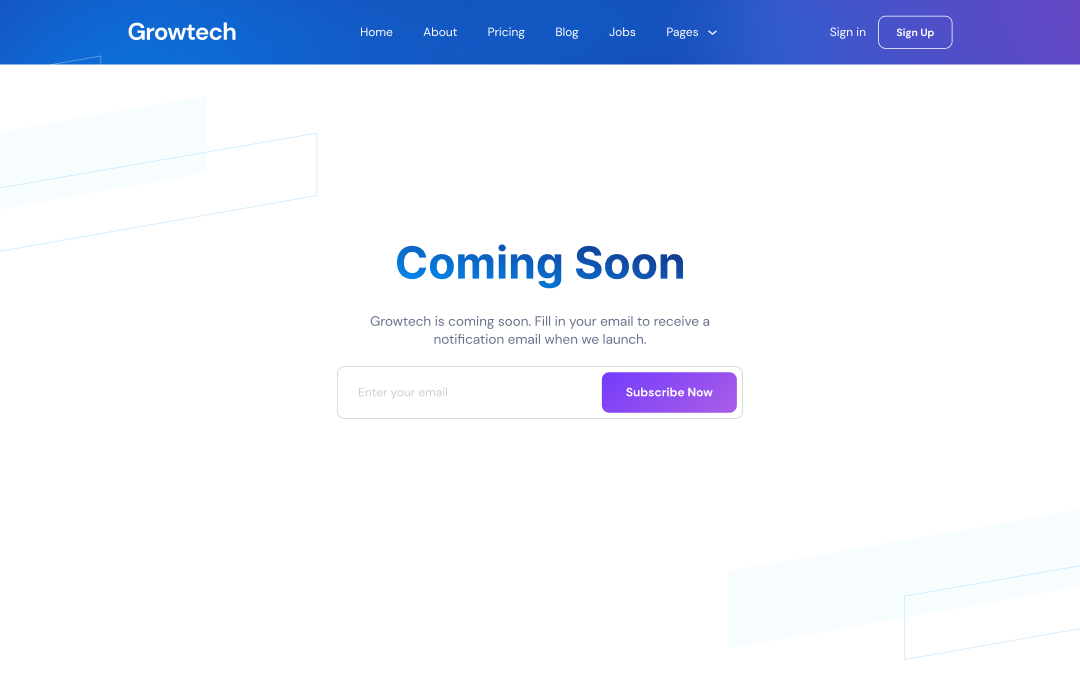 Growtech
Home About Pricing Blog Jobs Pages
Sign in Sign Up
Coming Soon
Growtech is coming soon. Fill in your email to receive a
notification email when we launch.
Enter your email
Subscribe Now